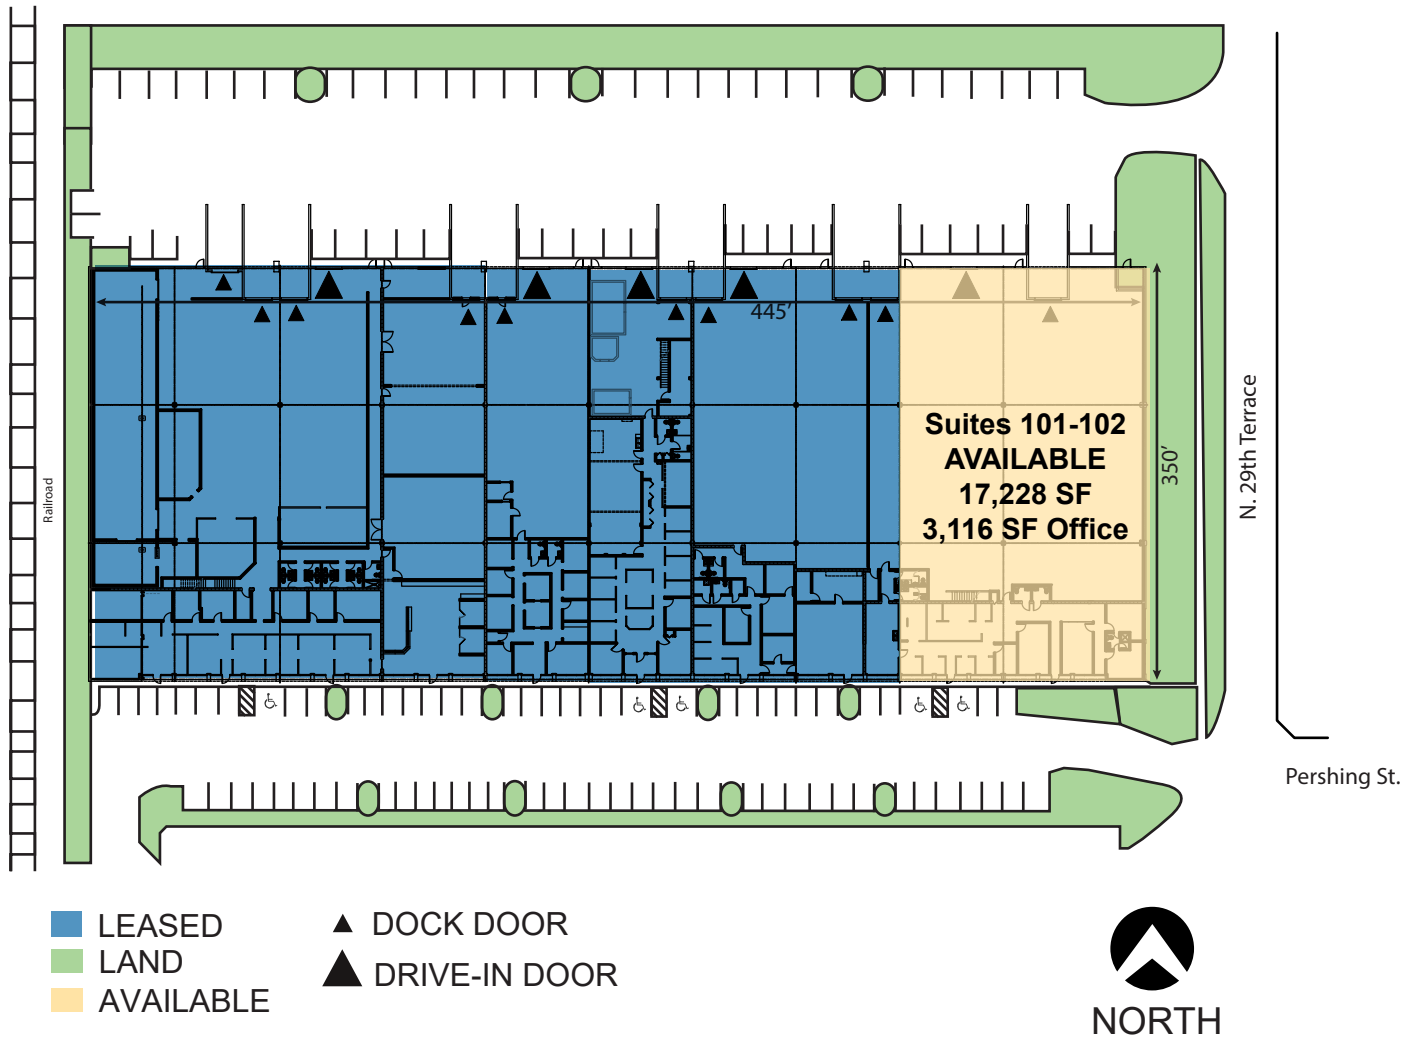 445'
Suites 101-102
AVAILABLE
17,228 SF
3,116 SF Office
350'
N. 29th Terrace
Railroad
Pershing St.
LEASED
LAND
AVAILABLE
DOCK DOOR
DRIVE-IN DOOR
NORTH